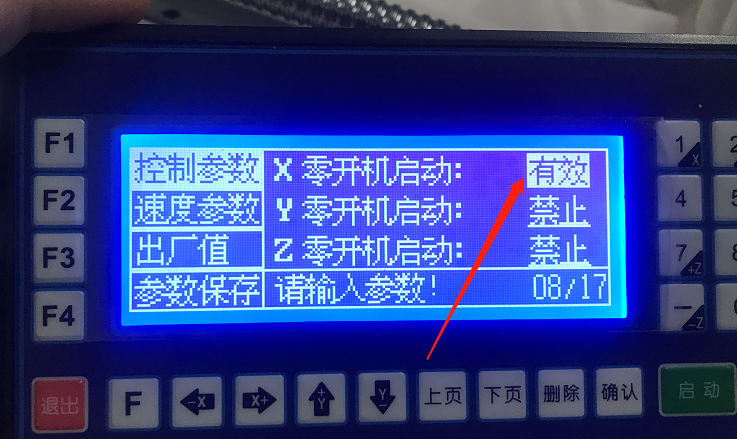 F1
控制参数 X 零开机启动: 有效
1 X
2
F2
速度参数 Y 零开机启动: 禁止
4
F3
出厂值 Z 零开机启动: 禁止
7 +Z
F4
参数保存 请输入参数! 08/17
一 -Z
退出 F -X X+ +Y Y- 上页 下页 删除 确认 启动